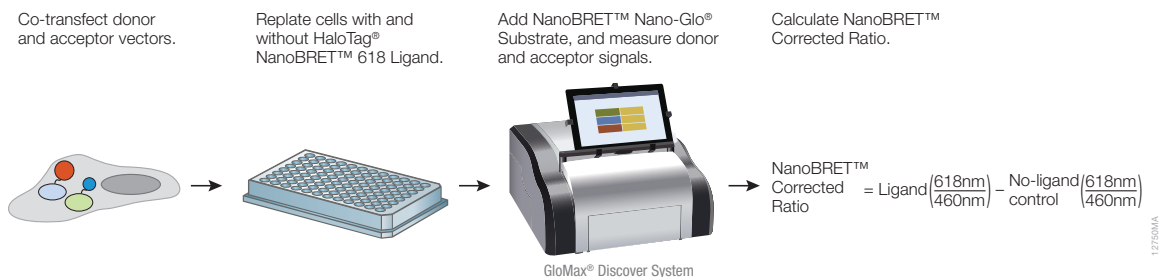 Co-transfect donor
and acceptor vectors.
Replate cells with and
without HaloTag®
NanoBRET™ 618 Ligand.
Add NanoBRET™ Nano-Glo®
Substrate, and measure donor
and acceptor signals.
Calculate NanoBRET™
Corrected Ratio.
GloMax® Discover System
NanoBRET™
Corrected
Ratio
= Ligand(618nm/460nm) – No-ligand control (618nm/460nm)
12750MA